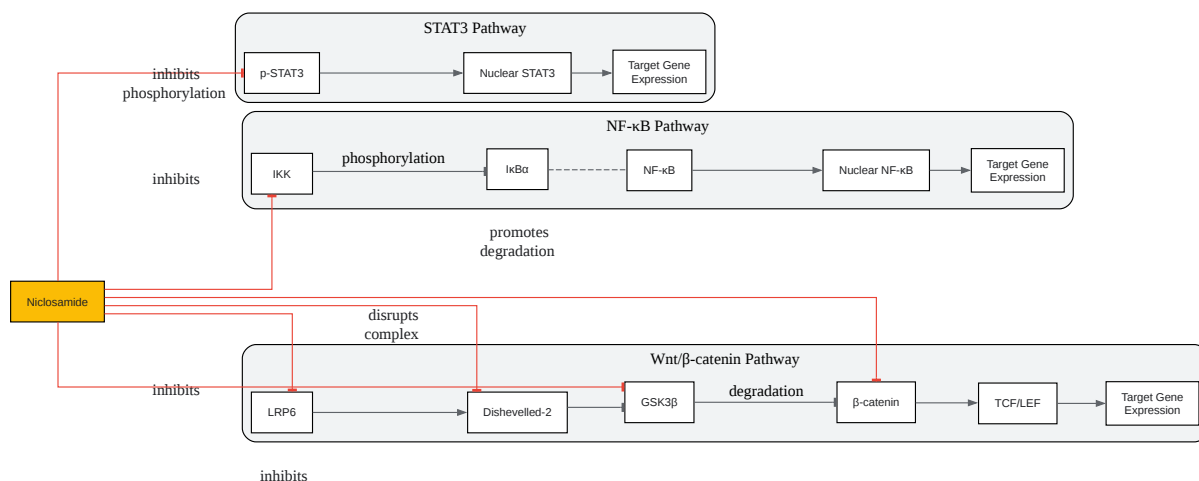 STAT3 Pathway
p-STAT3
Nuclear STAT3
Target Gene
Expression
inhibits
phosphorylation
NF-κB Pathway
IKK
phosphorylation
IκBα
NF-κB
Nuclear NF-κB
Target Gene
Expression
inhibits
promotes
degradation
Niclosamide
disrupts
complex
Wnt/β-catenin Pathway
inhibits
LRP6
Dishevelled-2
GSK3β
degradation
β-catenin
TCF/LEF
Target Gene
Expression
inhibits